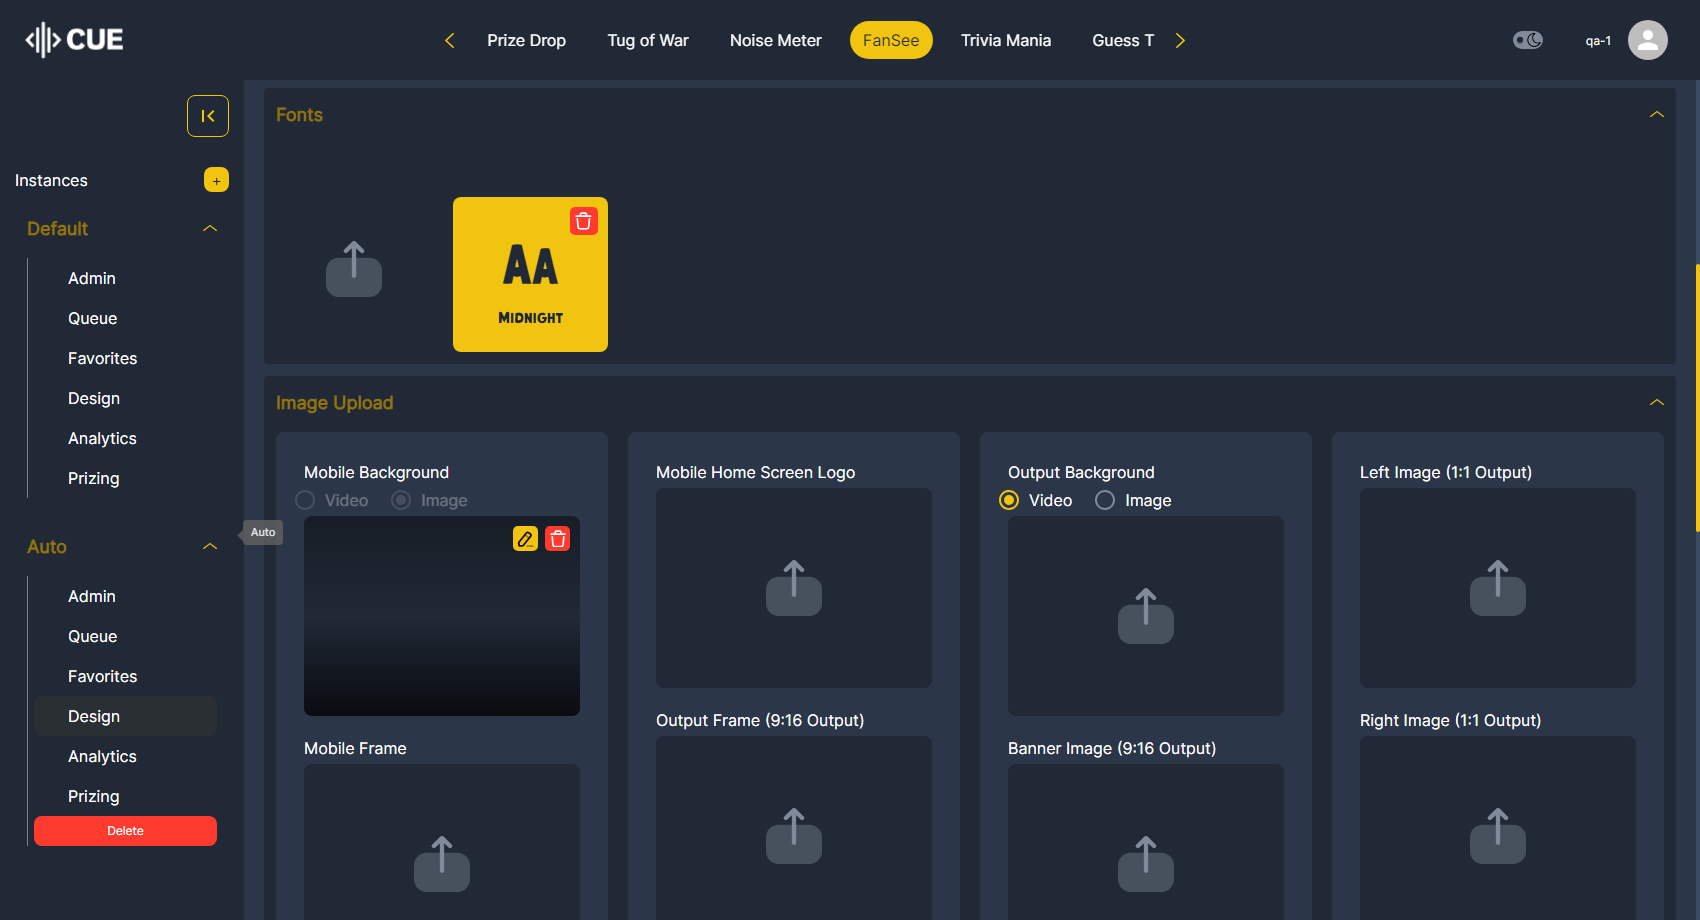 CUE
Prize Drop
Tug of War
Noise Meter
FanSee
Trivia Mania
Guess T
qa-1
Instances
+
Default
Admin
Queue
Favorites
Design
Analytics
Prizing
Auto
Auto
Admin
Queue
Favorites
Design
Analytics
Prizing
Delete
Fonts
AA
MIDNIGHT
Image Upload
Mobile Background
Video
Image
Mobile Frame
Mobile Home Screen Logo
Output Frame (9:16 Output)
Output Background
Video
Image
Banner Image (9:16 Output)
Left Image (1:1 Output)
Right Image (1:1 Output)